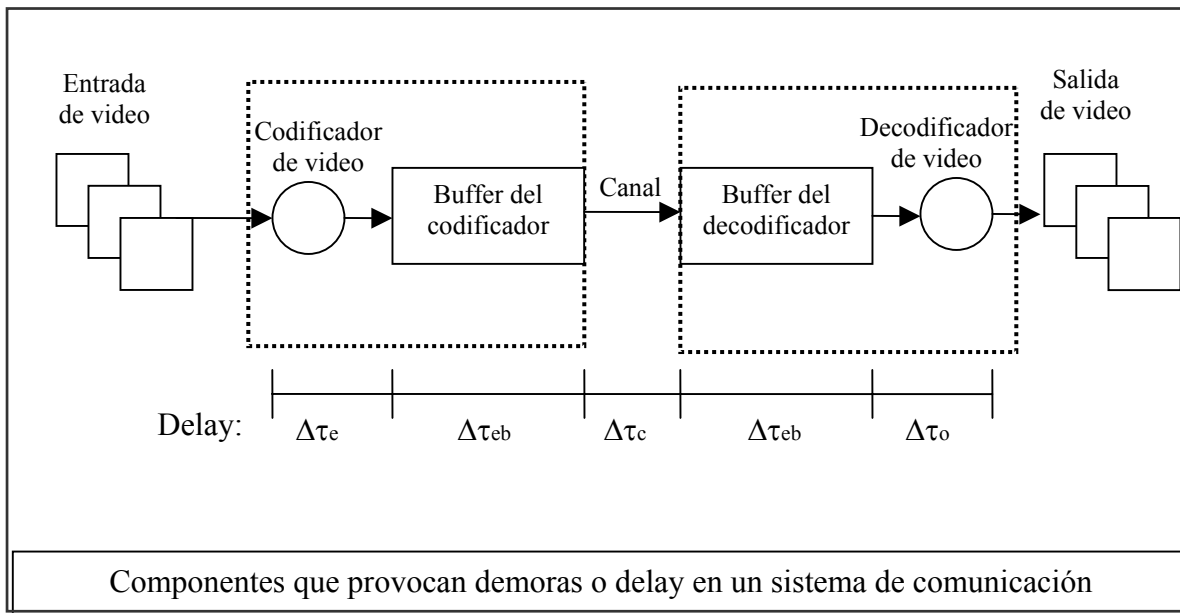 Entrada
de video
Codificador
de video
Buffer del
codificador
Canal
Buffer del
decodificador
Decodificador
de video
Salida
de video
Delay:
Δτe
Δτeb
Δτc
Δτeb
Δτo
Componentes que provocan demoras o delay en un sistema de comunicación